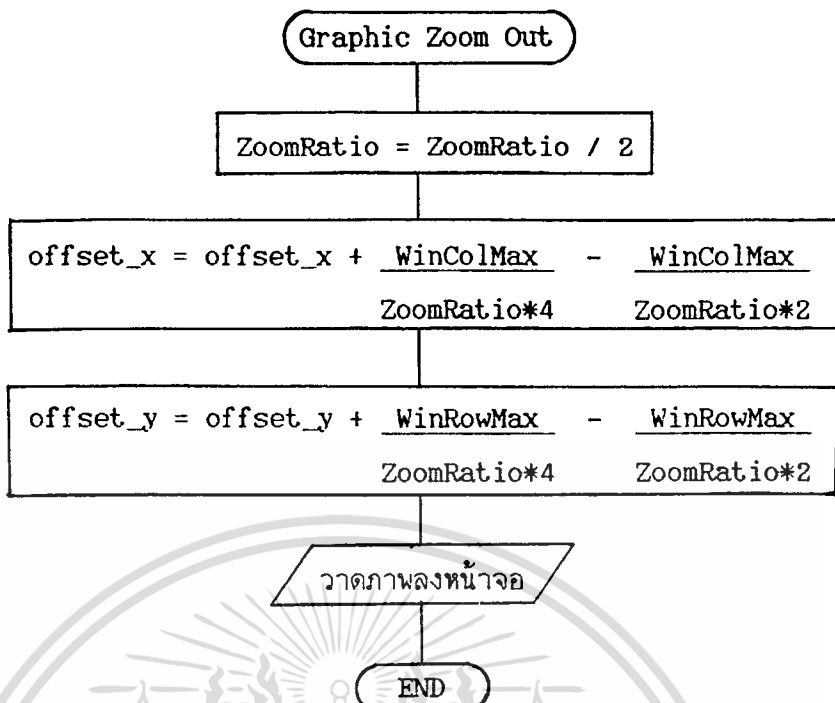 Graphic Zoom Out
ZoomRatio = ZoomRatio / 2
offset_x = offset_x + WinColMax - WinColMax
ZoomRatio*4 ZoomRatio*2
offset_y = offset_y + WinRowMax - WinRowMax
ZoomRatio*4 ZoomRatio*2
วาดภาพลงหน้าจอ
END